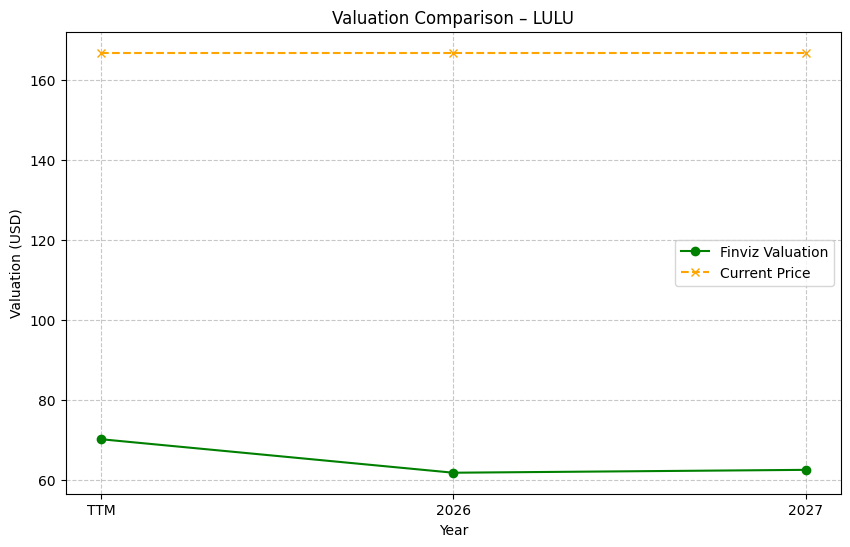 Valuation Comparison – LULU
Valuation (USD)
160
140
120
100
80
60
Finviz Valuation
Current Price
TTM
2026
2027
Year